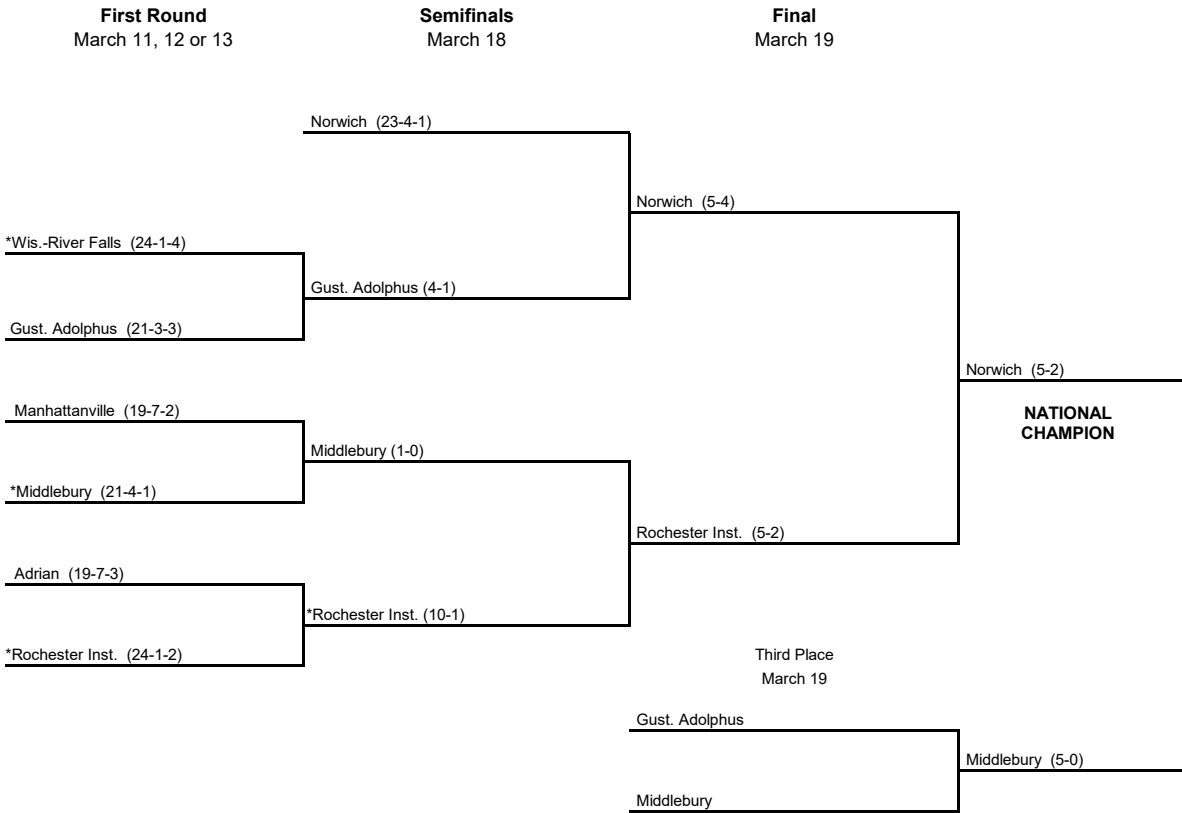 First Round
March 11, 12 or 13
Semifinals
March 18
Final
March 19
Norwich (23-4-1)
Norwich (5-4)
*Wis.-River Falls (24-1-4)
Gust. Adolphus (4-1)
Gust. Adolphus (21-3-3)
Norwich (5-2)
Manhattanville (19-7-2)
NATIONAL
CHAMPION
Middlebury (1-0)
*Middlebury (21-4-1)
Rochester Inst. (5-2)
Adrian (19-7-3)
*Rochester Inst. (10-1)
*Rochester Inst. (24-1-2)
Third Place
March 19
Gust. Adolphus
Middlebury (5-0)
Middlebury